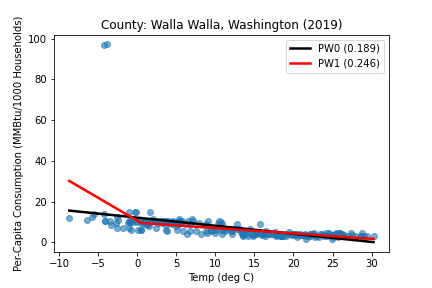 County: Walla Walla, Washington (2019)
Per-Capita Consumption (MMBtu/1000 Households)
100
80
60
40
20
0
PW0 (0.189)
PW1 (0.246)
−10 −5 0 5 10 15 20 25 30
Temp (deg C)